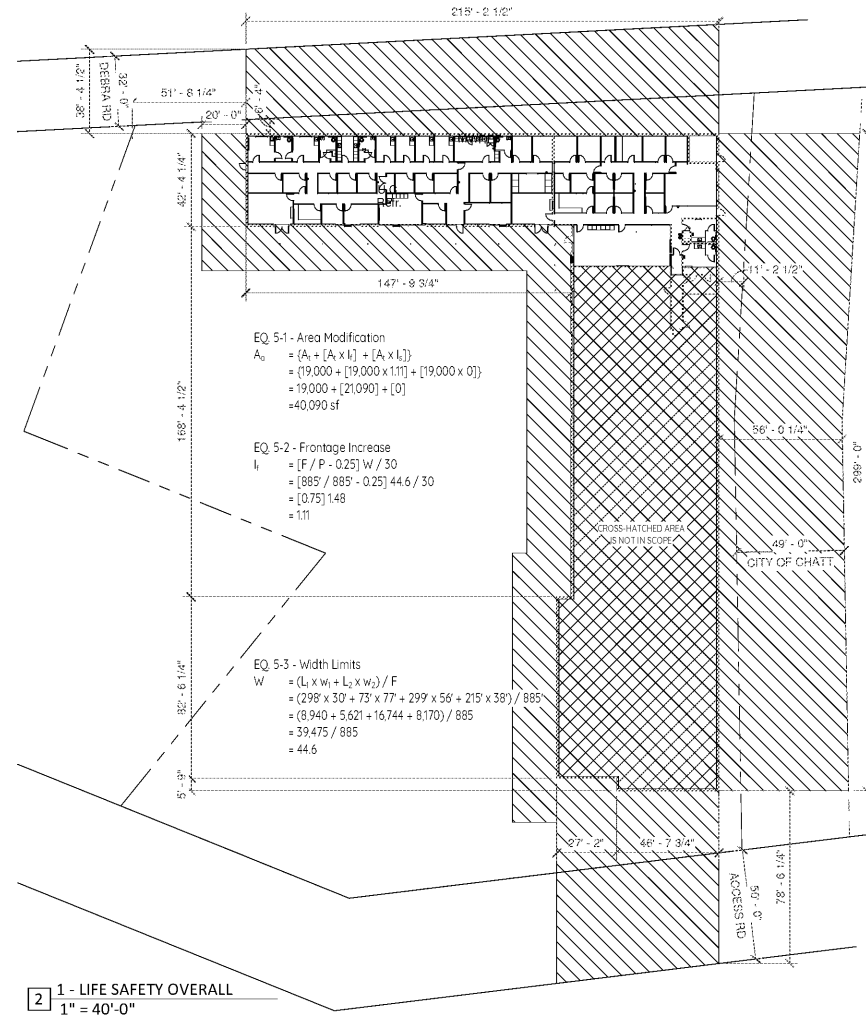 215' - 2 1/2"
38' - 4 1/2"
DEBRA RD
32' - 0"
51' - 8 1/4"
20' - 0"
42' - 4 1/4"
Refr.
147' - 9 3/4"
11' - 2 1/2"
EQ. 5-1 - Area Modification
Aₐ = {Aₜ + [Aₜ x I_f] + [Aₜ x Iₛ]}
= {19,000 + [19,000 x 1.11] + [19,000 x 0]}
= 19,000 + [21,090] + [0]
=40,090 sf
168' - 4 1/2"
56' - 0 1/4"
299' - 0"
EQ. 5-2 - Frontage Increase
I_f = [F / P - 0.25] W / 30
= [885' / 885' - 0.25] 44.6 / 30
= [0.75] 1.48
= 1.11
CROSS-HATCHED AREA
IS NOT IN SCOPE
49' - 0"
CITY OF CHATT
EQ. 5-3 - Width Limits
W = (L₁ x w₁ + L₂ x w₂) / F
= (298' x 30' + 73' x 77' + 299' x 56' + 215' x 38') / 885'
= (8,940 + 5,621 + 16,744 + 8,170) / 885
= 39,475 / 885
= 44.6
82' - 6 1/4"
5' - 9"
27' - 2"
46' - 7 3/4"
78' - 6 1/4"
ACCESS RD
50' - 0"
2
1 - LIFE SAFETY OVERALL
1" = 40'-0"